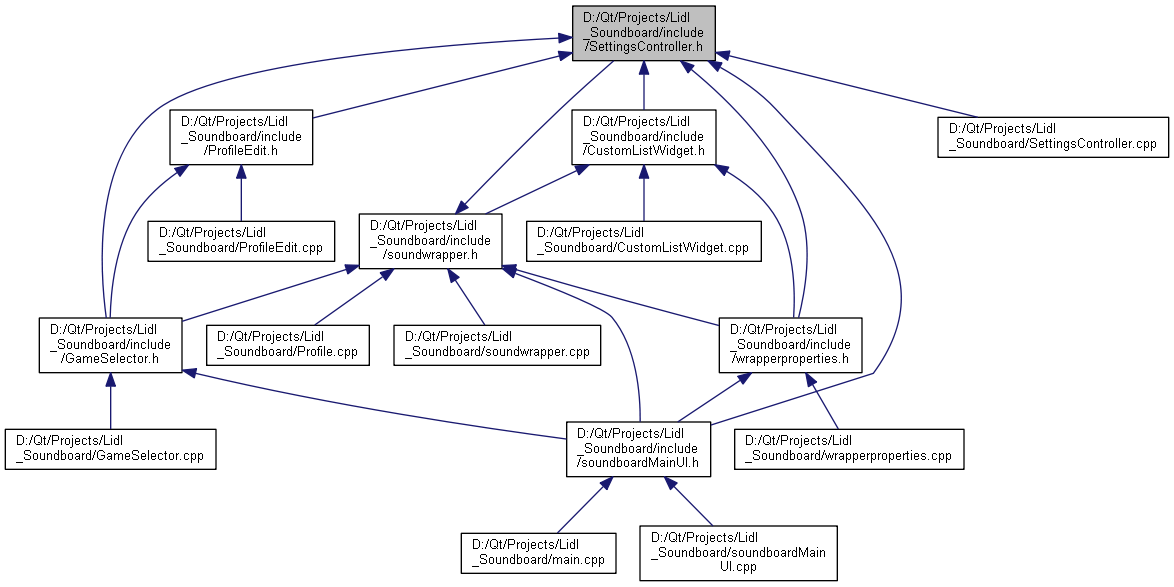 D:/Qt/Projects/Lidl
_Soundboard/include
/SettingsController.h
D:/Qt/Projects/Lidl
_Soundboard/include
/ProfileEdit.h
D:/Qt/Projects/Lidl
_Soundboard/include
/CustomListWidget.h
D:/Qt/Projects/Lidl
_Soundboard/SettingsController.cpp
D:/Qt/Projects/Lidl
_Soundboard/ProfileEdit.cpp
D:/Qt/Projects/Lidl
_Soundboard/include
/soundwrapper.h
D:/Qt/Projects/Lidl
_Soundboard/CustomListWidget.cpp
D:/Qt/Projects/Lidl
_Soundboard/include
/GameSelector.h
D:/Qt/Projects/Lidl
_Soundboard/Profile.cpp
D:/Qt/Projects/Lidl
_Soundboard/soundwrapper.cpp
D:/Qt/Projects/Lidl
_Soundboard/include
/wrapperproperties.h
D:/Qt/Projects/Lidl
_Soundboard/GameSelector.cpp
D:/Qt/Projects/Lidl
_Soundboard/include
/soundboardMainUI.h
D:/Qt/Projects/Lidl
_Soundboard/wrapperproperties.cpp
D:/Qt/Projects/Lidl
_Soundboard/main.cpp
D:/Qt/Projects/Lidl
_Soundboard/soundboardMain
UI.cpp